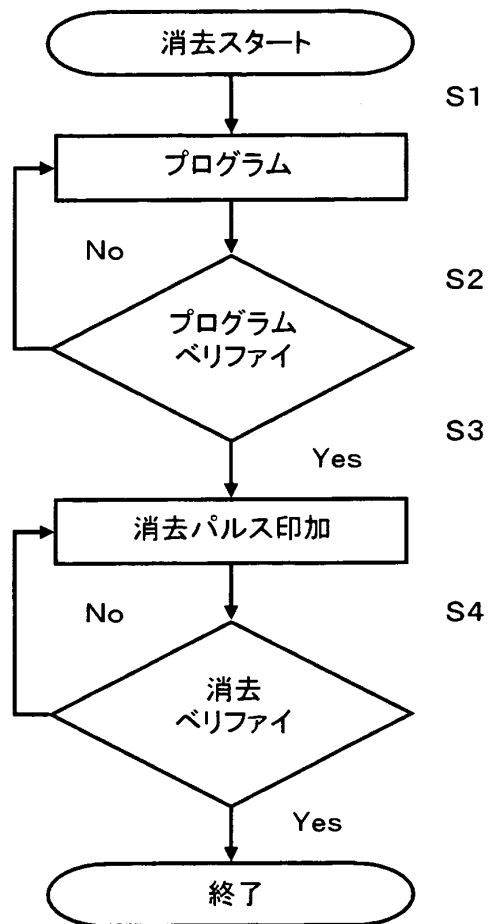 消去スタート
S1
プログラム
No
S2
プログラム
ベリファイ
S3
Yes
消去パルス印加
No
S4
消去
ベリファイ
Yes
終了